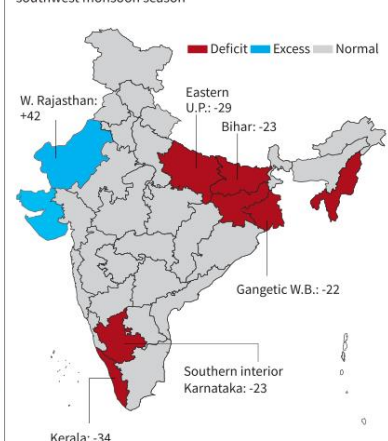 southwest monsoon season
Deficit Excess Normal
W. Rajasthan:
+42
Eastern
U.P.: -29
Bihar: -23
Gangetic W.B.: -22
Southern interior
Karnataka: -23
Kerala: -34